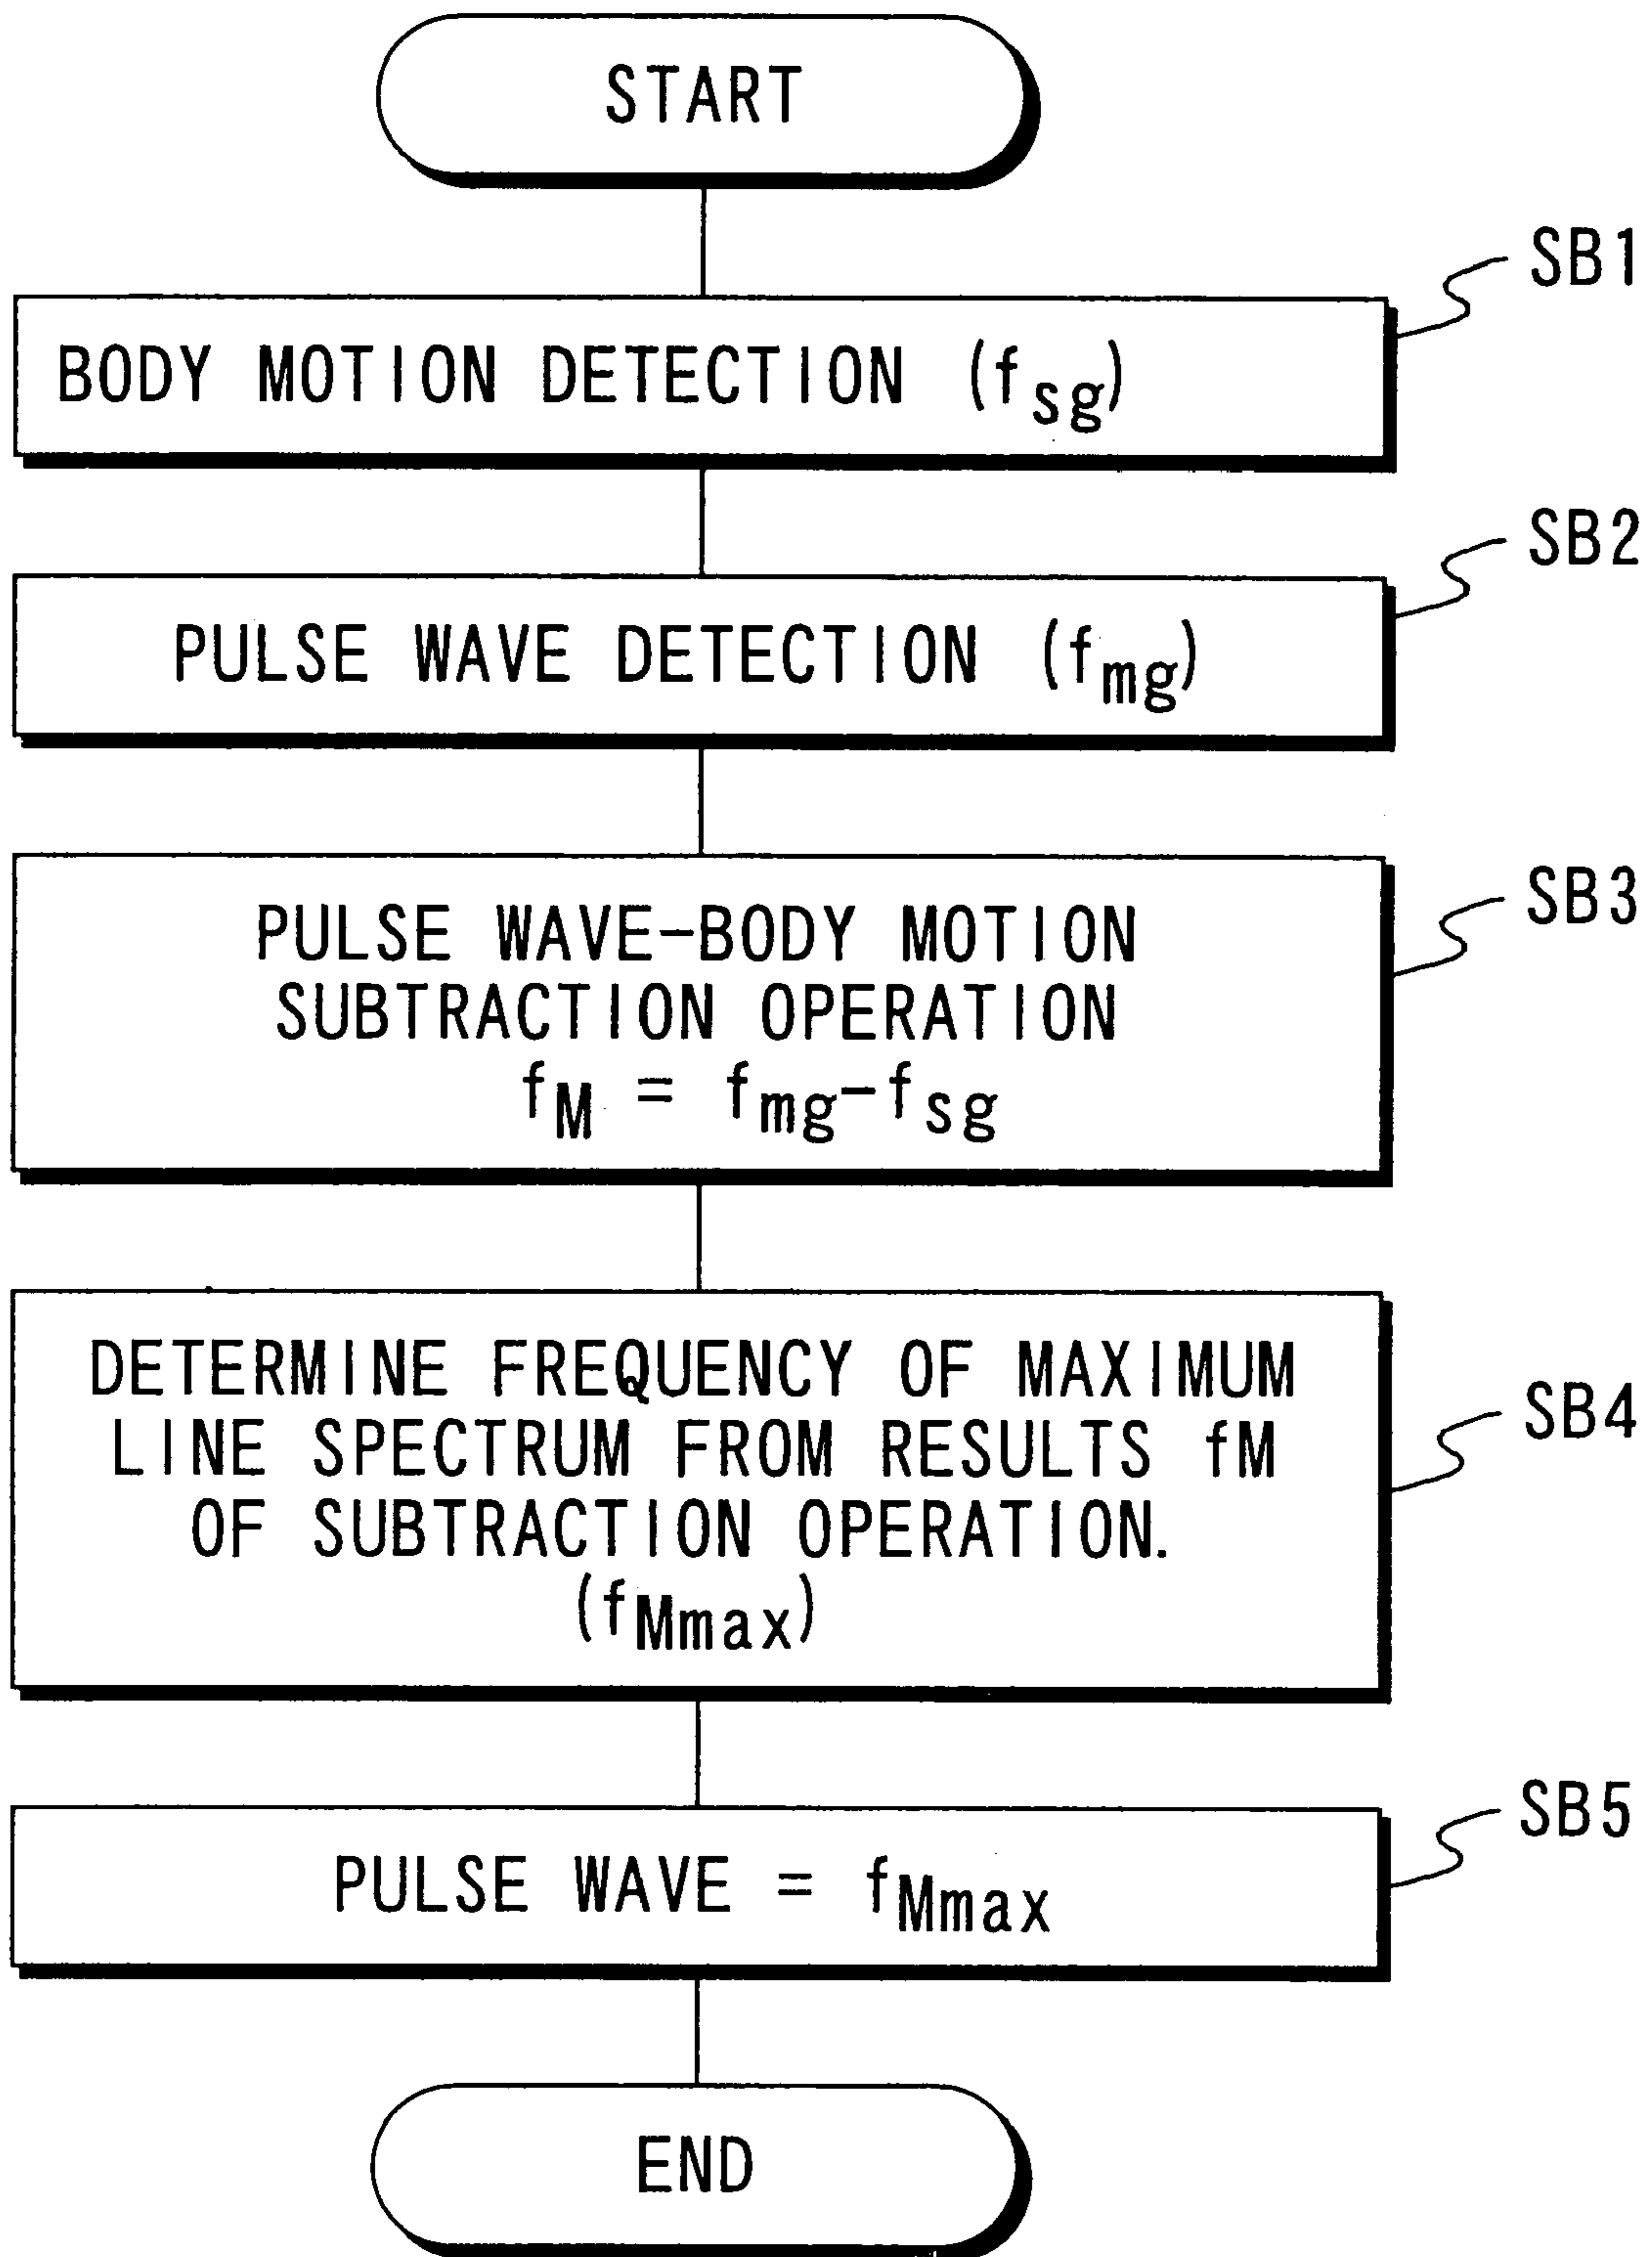 START
SB1
BODY MOTION DETECTION (fsg)
SB2
PULSE WAVE DETECTION (fmg)
SB3
PULSE WAVE-BODY MOTION
SUBTRACTION OPERATION
fM = fmg-fsg
SB4
DETERMINE FREQUENCY OF MAXIMUM
LINE SPECTRUM FROM RESULTS fM
OF SUBTRACTION OPERATION.
(fMmax)
SB5
PULSE WAVE = fMmax
END